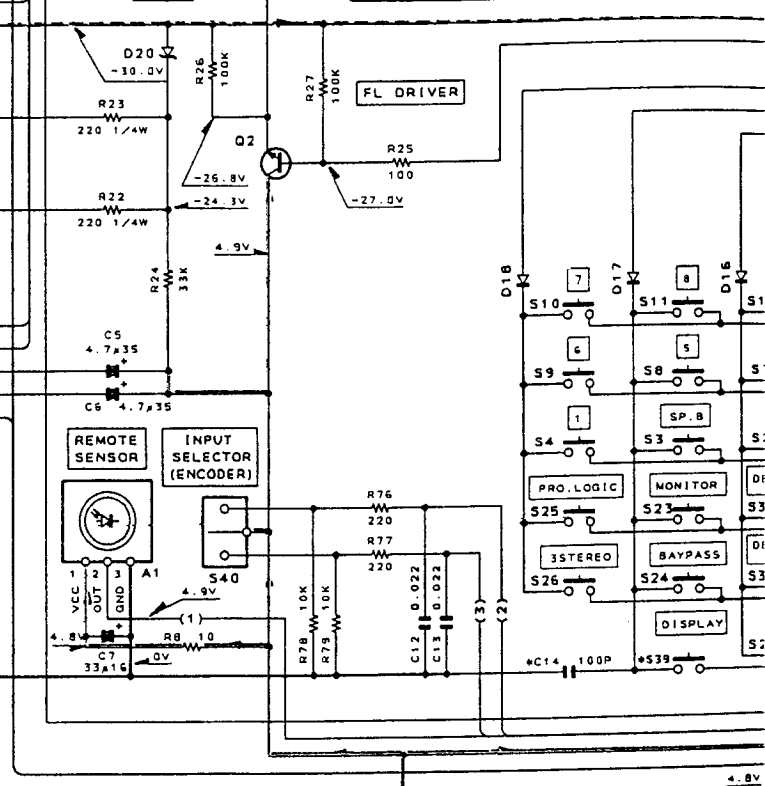 D20
-30.0V
R26
100K
R27
100K
FL DRIVER
R23
220 1/4W
Q2
R25
100
-26.8V
-24.3V
-27.0V
R22
220 1/4W
4.9V
R24
33K
D18
7
D17
8
D16
S10
S11
S1
C5
4.7µ35
+
6
5
S9
S8
+
C6
4.7µ35
1
SP.B
S4
S3
REMOTE
SENSOR
INPUT
SELECTOR
(ENCODER)
PRO.LOGIC
MONITOR
S25
S23
R76
220
R77
220
3STEREO
BAYPASS
S26
S24
1
2
3
A1
S40
VCC
OUT
GND
4.9V
(1)
10K
R78
10K
R79
0.022
C12
0.022
C13
(3)
(2)
DISPLAY
4.8V
+
R8
10
C7
33µ16
0V
*C14
100P
*S39
4.8V